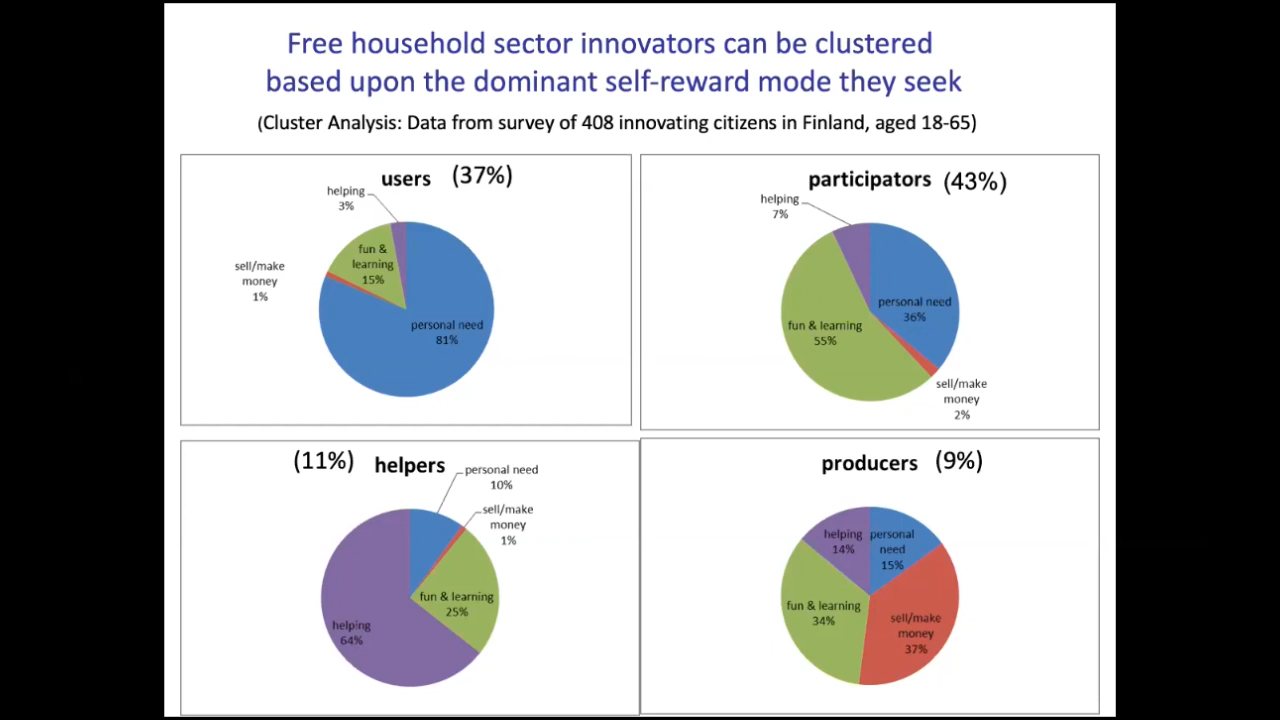 Free household sector innovators can be clustered
based upon the dominant self-reward mode they seek
(Cluster Analysis: Data from survey of 408 innovating citizens in Finland, aged 18-65)
users (37%)
helping
3%
fun &
learning
15%
sell/make
money
1%
personal need
81%
participators (43%)
helping
7%
personal need
36%
fun & learning
55%
sell/make
money
2%
(11%) helpers
personal need
10%
sell/make
money
1%
fun & learning
25%
helping
64%
producers (9%)
helping
14%
personal
need
15%
fun & learning
34%
sell/make
money
37%